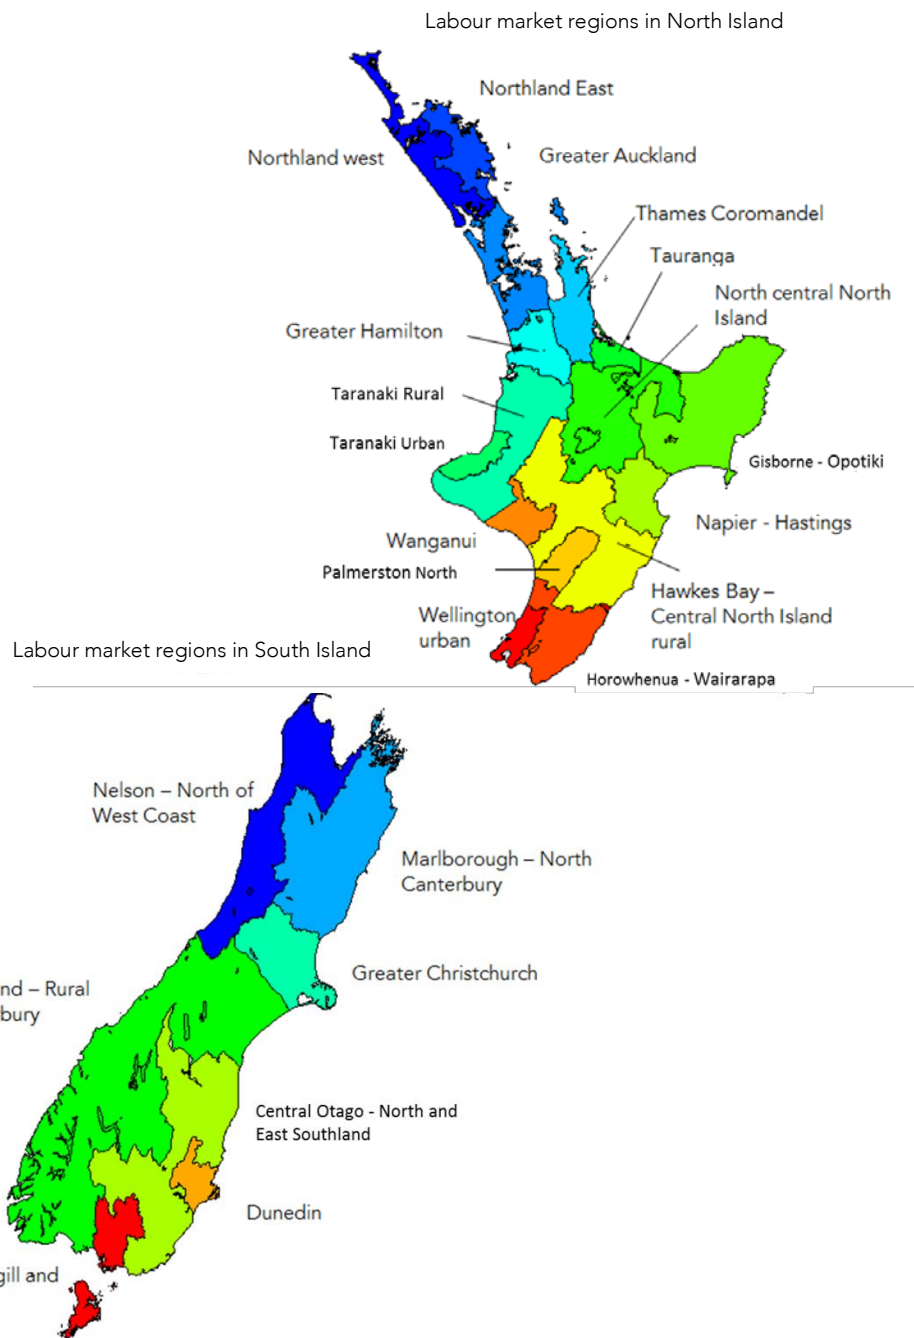 Labour market regions in North Island
Northland East
Northland west
Greater Auckland
Thames Coromandel
Tauranga
North central North
Island
Greater Hamilton
Taranaki Rural
Taranaki Urban
Gisborne - Opotiki
Napier - Hastings
Wanganui
Palmerston North
Hawkes Bay –
Central North Island
rural
Wellington
urban
Horowhenua - Wairarapa
Labour market regions in South Island
Nelson – North of
West Coast
Marlborough – North
Canterbury
Greater Christchurch
nd – Rural
bury
Central Otago - North and
East Southland
Dunedin
gill and